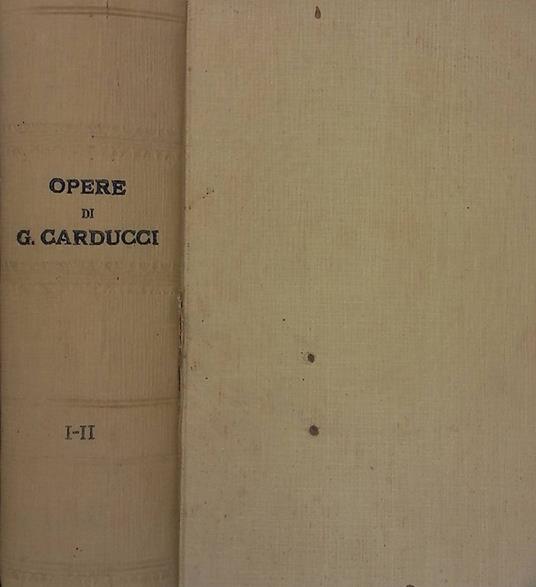 OPERE
DI
G. CARDUCCI
I-II